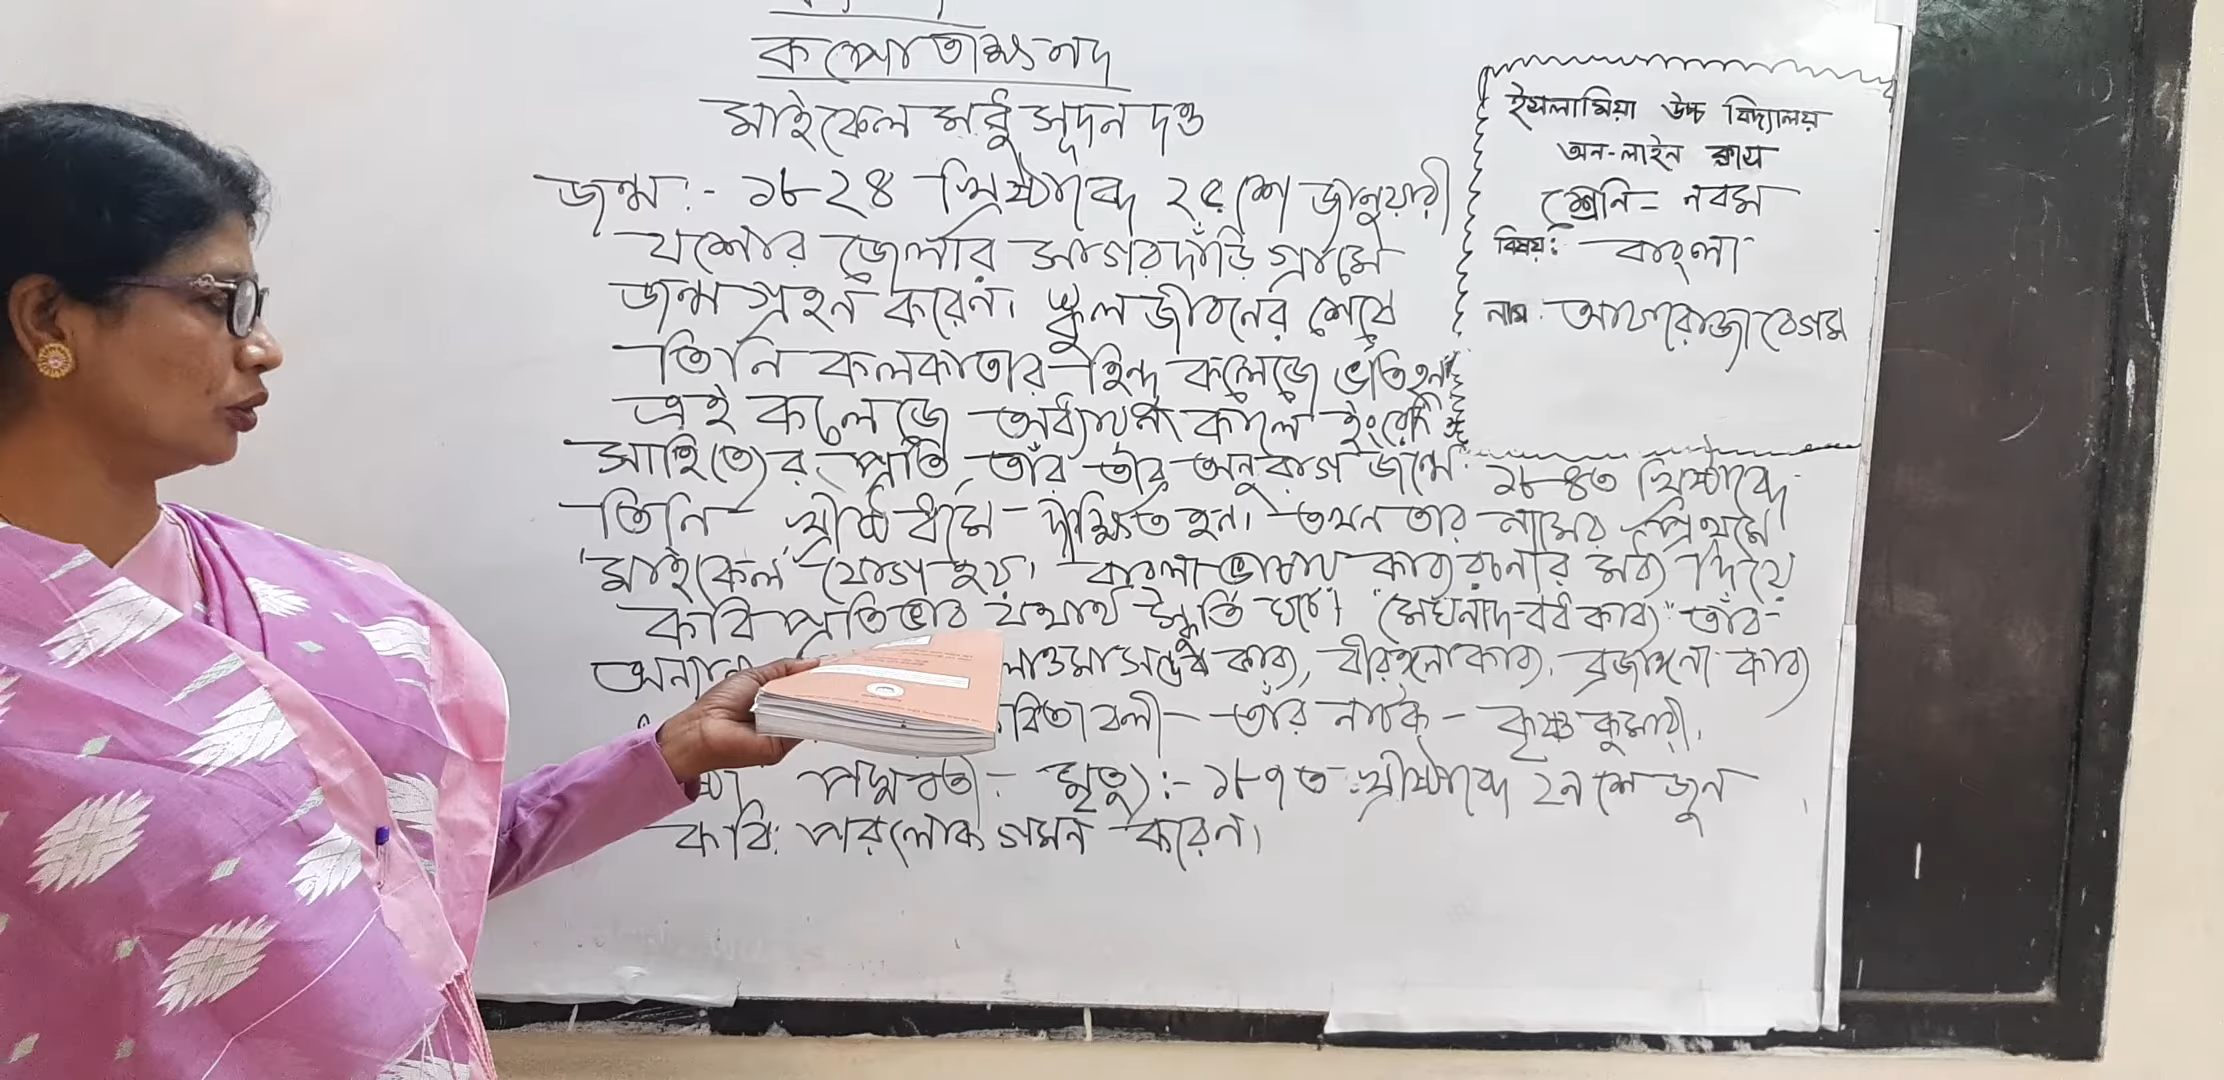 কপোতাক্ষ নদ
মাইকেল মধুসূদন দত্ত
জন্ম:- ১৮২৪ খ্রিষ্টাব্দে ২৫শে জানুয়ারী
যশোর জেলার সাগরদাঁড়ি গ্রামে
জন্ম গ্রহন করেন। স্কুল জীবনের শেষে
তিনি কলকাতার হিন্দু কলেজে ভর্তি হন
এই কলেজে অধ্যয়ন কালে ইংরেজি
সাহিত্যের প্রতি তাঁর তীব্র অনুরাগ জন্মে। ১৮৪৩ খ্রিষ্টাব্দে
তিনি খ্রীষ্ট ধর্মে দীক্ষিত হন। তখন তার নামের প্রথমে
'মাইকেল' যোগ হয়। বাংলা ভাষায় কাব্য রচনার মধ্য দিয়ে
কবি প্রতিভার যথার্থ স্ফুর্তি ঘটে। "মেঘনাদ-বধ কাব্য" তাঁর
কাব্য, বীরাঙ্গনা কাব্য, ব্রজাঙ্গনা কাব্য
তাঁর নাটক - কৃষ্ণ কুমারী,
পদ্মাবতী। মৃত্যু:- ১৮৭৩ খ্রীষ্টাব্দে ২৯শে জুন
কবি পরলোক গমন করেন।
ইসলামিয়া উচ্চ বিদ্যালয়
অন-লাইন ক্লাস
শ্রেনি = নবম
বিষয়: বাংলা
নাম: আফরোজা বেগম